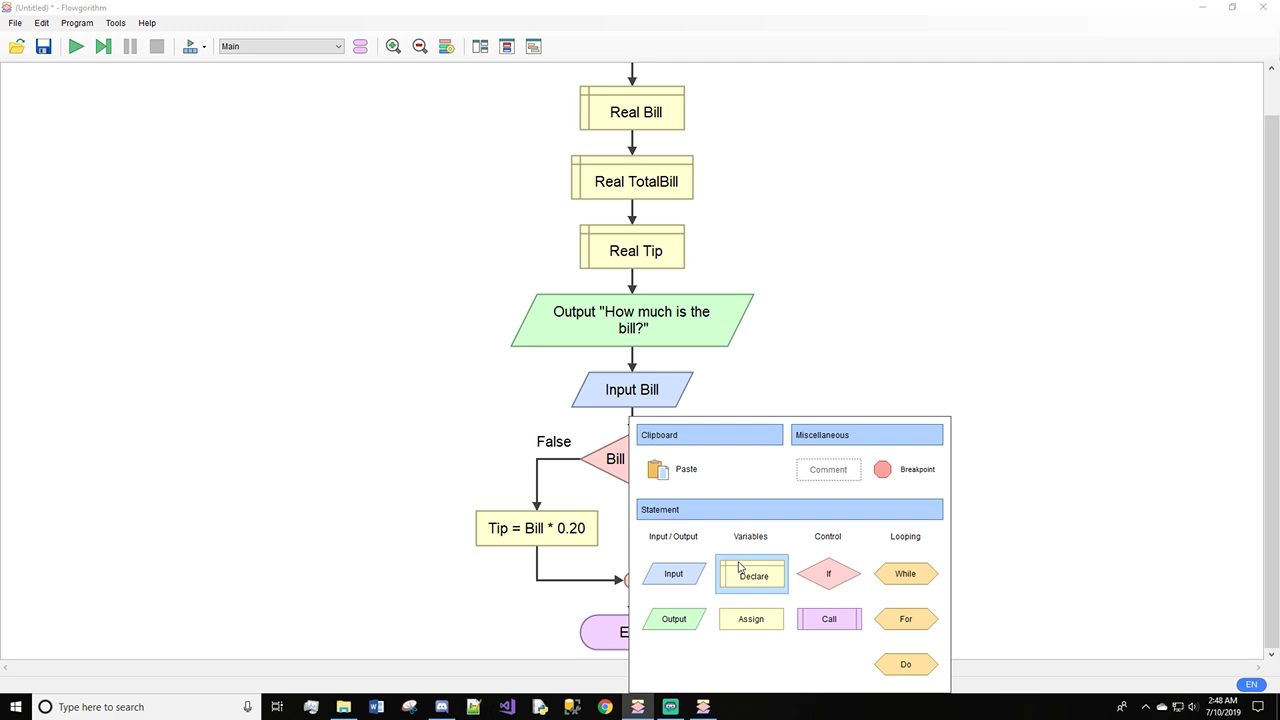 (Untitled) * - Flowgorithm
File Edit Program Tools Help
Main
Real Bill
Real TotalBill
Real Tip
Output "How much is the
bill?"
Input Bill
False
Bill
Tip = Bill * 0.20
E
Clipboard
Miscellaneous
Paste
Comment
Breakpoint
Statement
Input / Output
Variables
Control
Looping
Input
Declare
If
While
Output
Assign
Call
For
Do
EN
Type here to search
2:48 AM
7/10/2019